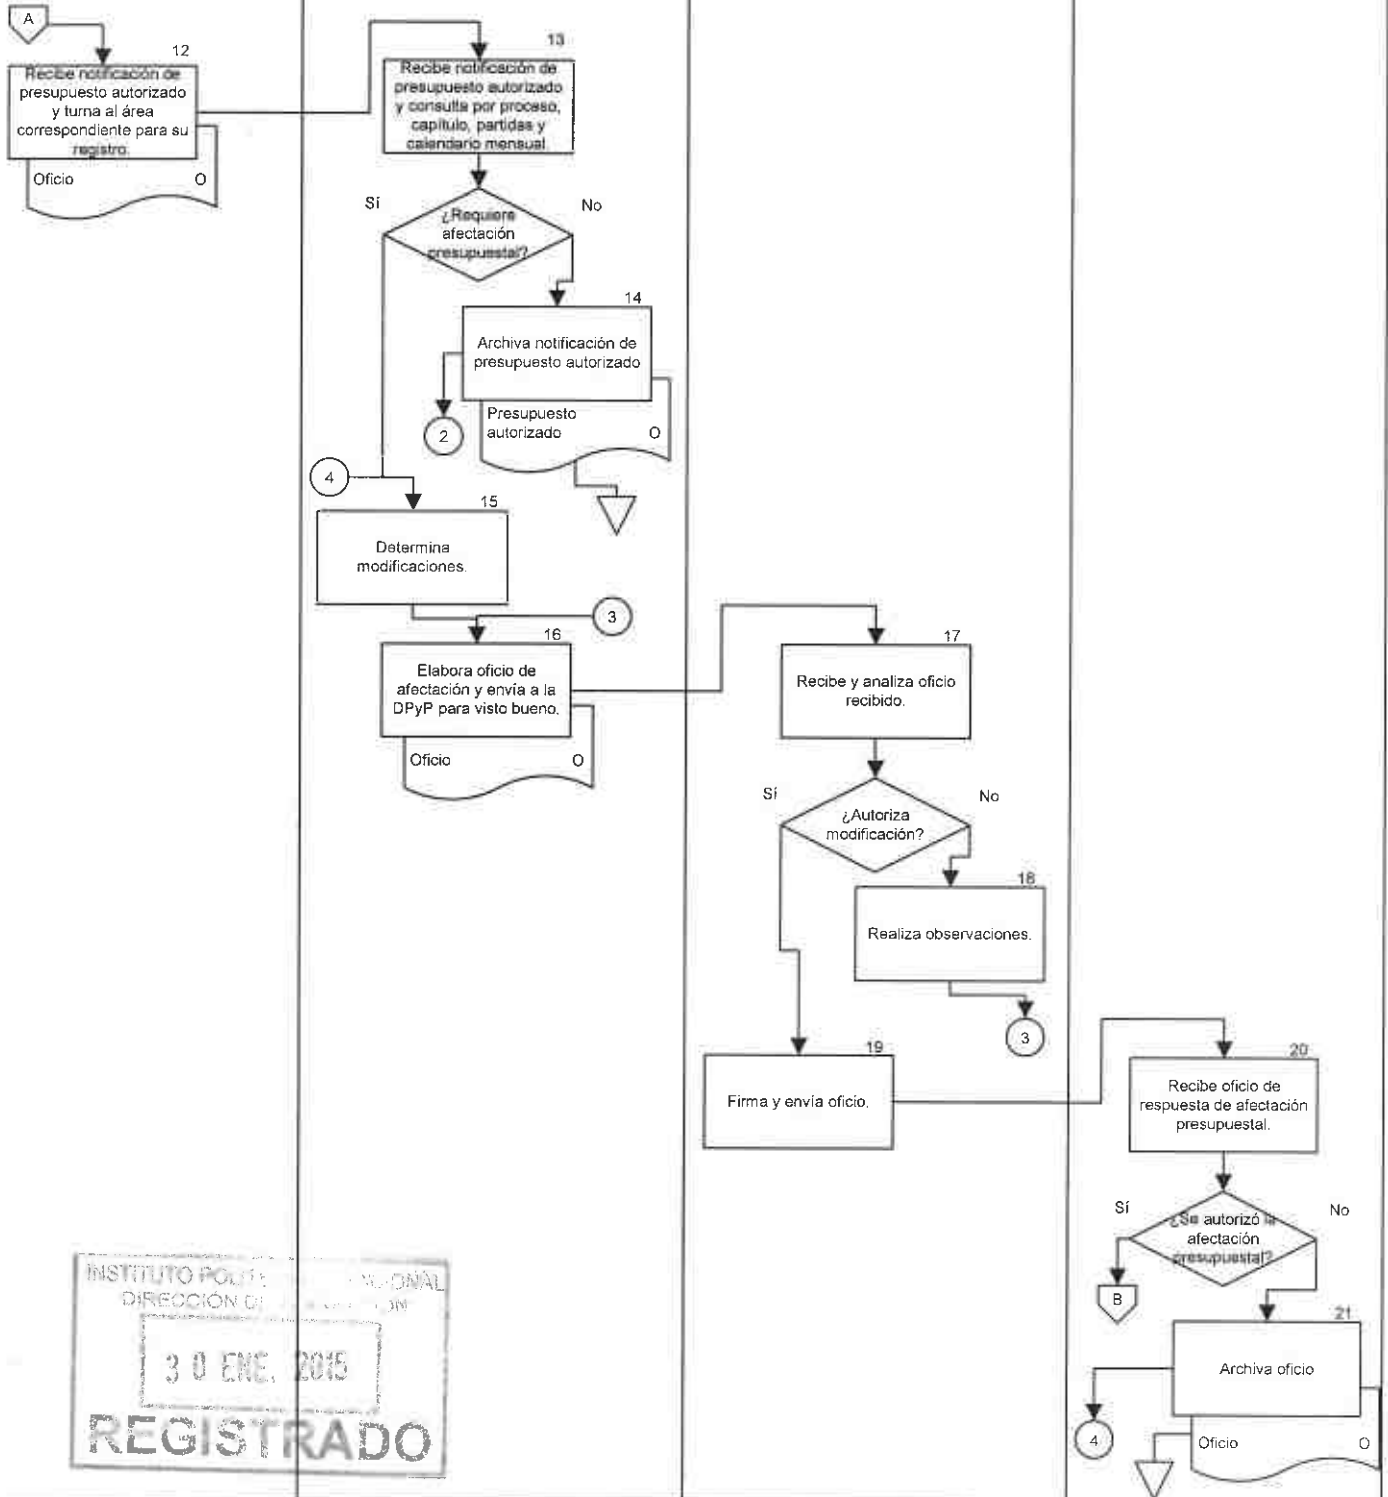 A
12
Recibe notificación de
presupuesto autorizado
y turna al área
correspondiente para su
registro.
Oficio O
13
Recibe notificación de
presupuesto autorizado
y consulta por proceso,
capítulo, partidas y
calendario mensual.
Sí
No
¿Requiere
afectación
presupuestal?
14
Archiva notificación de
presupuesto autorizado
2
Presupuesto
autorizado O
4
15
Determina
modificaciones.
3
16
Elabora oficio de
afectación y envía a la
DPyP para visto bueno.
Oficio O
17
Recibe y analiza oficio
recibido.
Sí
No
¿Autoriza
modificación?
18
Realiza observaciones.
3
19
Firma y envía oficio.
20
Recibe oficio de
respuesta de afectación
presupuestal.
Sí
No
¿Se autorizó la
afectación
presupuestal?
B
21
Archiva oficio
4
Oficio O
INSTITUTO
DIRECCIÓN
30 ENE. 2015
REGISTRADO